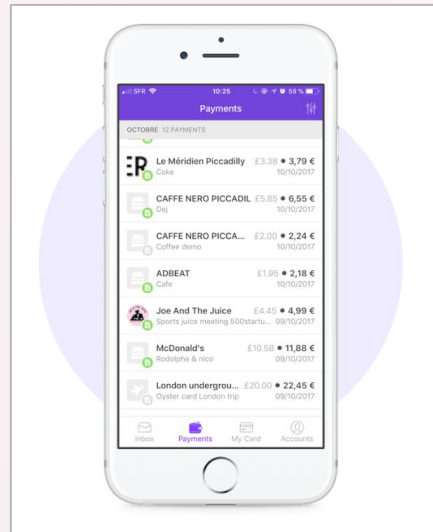 SFR 10:25 59 %
Payments
OCTOBRE 12 PAYMENTS
ER Le Méridien Piccadilly £3.38 • 3,79 €
Coke 10/10/2017
CAFFE NERO PICCADIL £5.85 • 6,55 €
Dej 10/10/2017
CAFFE NERO PICCA... £2.00 • 2,24 €
Coffee demo 10/10/2017
ADBEAT £1.95 • 2,18 €
Cafe 10/10/2017
Joe And The Juice £4.45 • 4,99 €
Sports juice meeting 500startu... 09/10/2017
McDonald's £10.58 • 11,88 €
Rodolphe & nico 09/10/2017
London undergrou... £20.00 • 22,45 €
Oyster card London trip 09/10/2017
Inbox Payments My Card Accounts